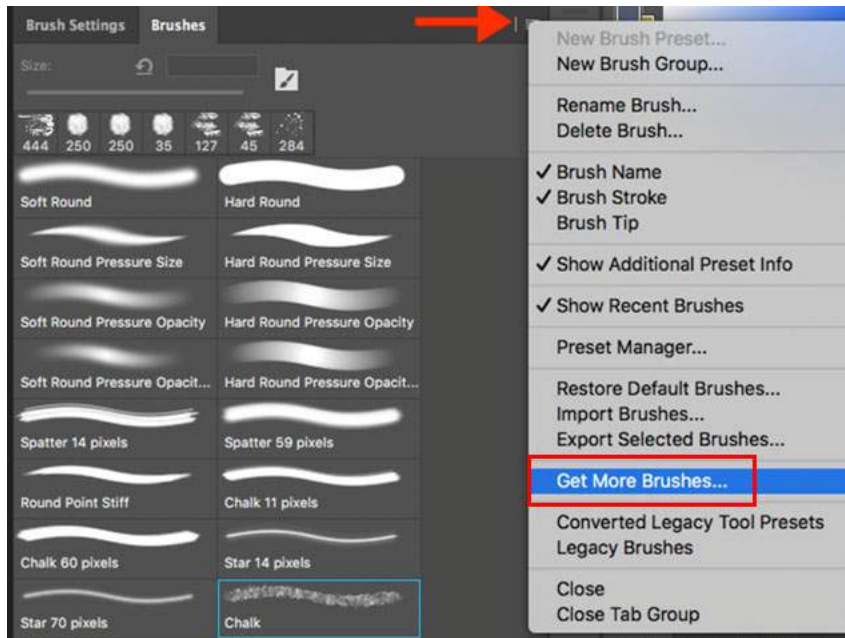 Brush Settings Brushes
Size:
444 250 250 35 127 45 284
Soft Round Hard Round
Soft Round Pressure Size Hard Round Pressure Size
Soft Round Pressure Opacity Hard Round Pressure Opacity
Soft Round Pressure Opacit... Hard Round Pressure Opacit...
Spatter 14 pixels Spatter 59 pixels
Round Point Stiff Chalk 11 pixels
Chalk 60 pixels Star 14 pixels
Star 70 pixels Chalk
New Brush Preset...
New Brush Group...
Rename Brush...
Delete Brush...
✓ Brush Name
✓ Brush Stroke
Brush Tip
✓ Show Additional Preset Info
✓ Show Recent Brushes
Preset Manager...
Restore Default Brushes...
Import Brushes...
Export Selected Brushes...
Get More Brushes...
Converted Legacy Tool Presets
Legacy Brushes
Close
Close Tab Group